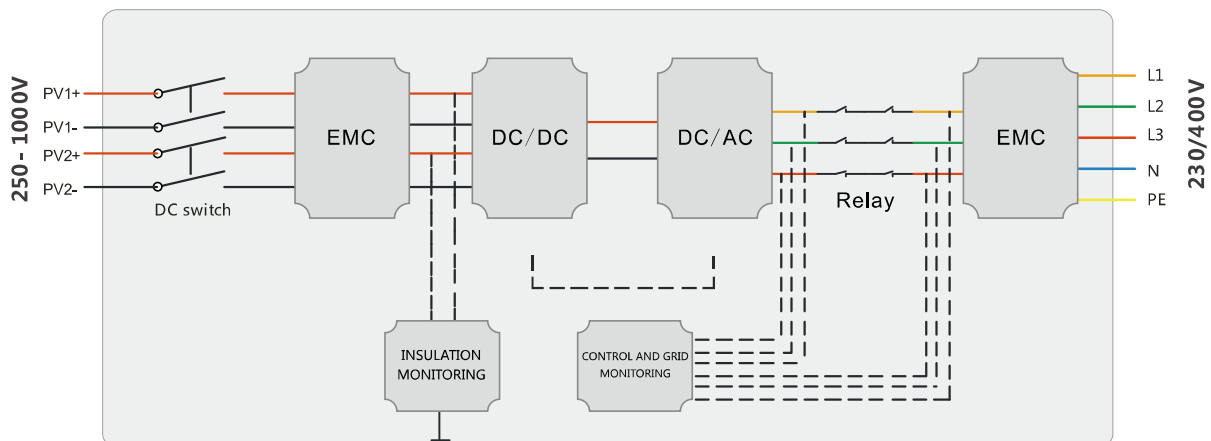 250-1000V
PV1+
PV1-
PV2+
PV2-
DC switch
EMC
DC/DC
DC/AC
Relay
EMC
L1
L2
L3
N
PE
230/400V
INSULATION
MONITORING
CONTROL AND GRID
MONITORING